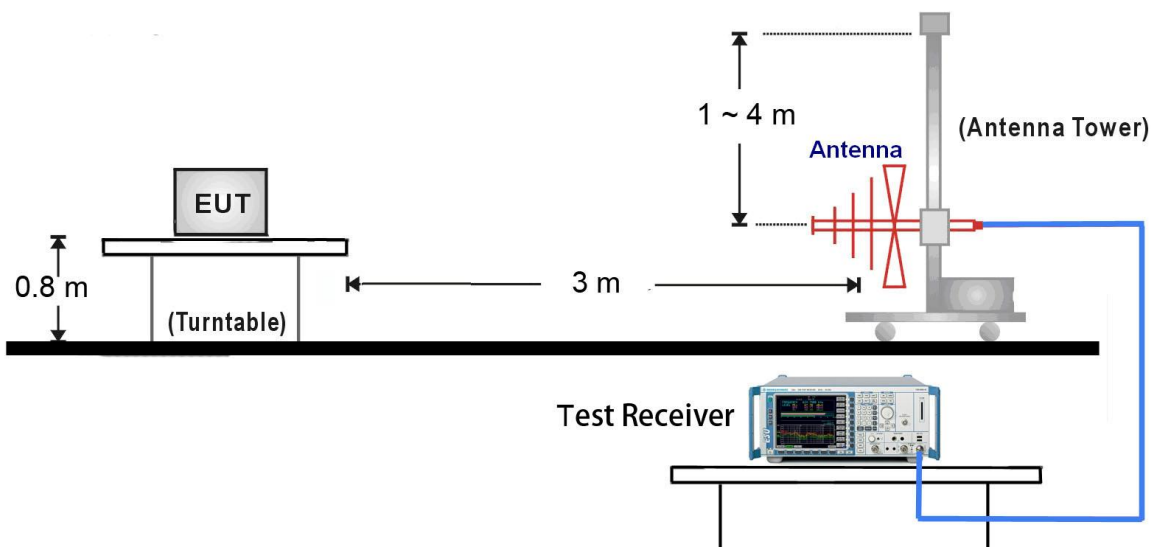 1 ~ 4 m
(Antenna Tower)
Antenna
EUT
0.8 m
3 m
(Turntable)
Test Receiver